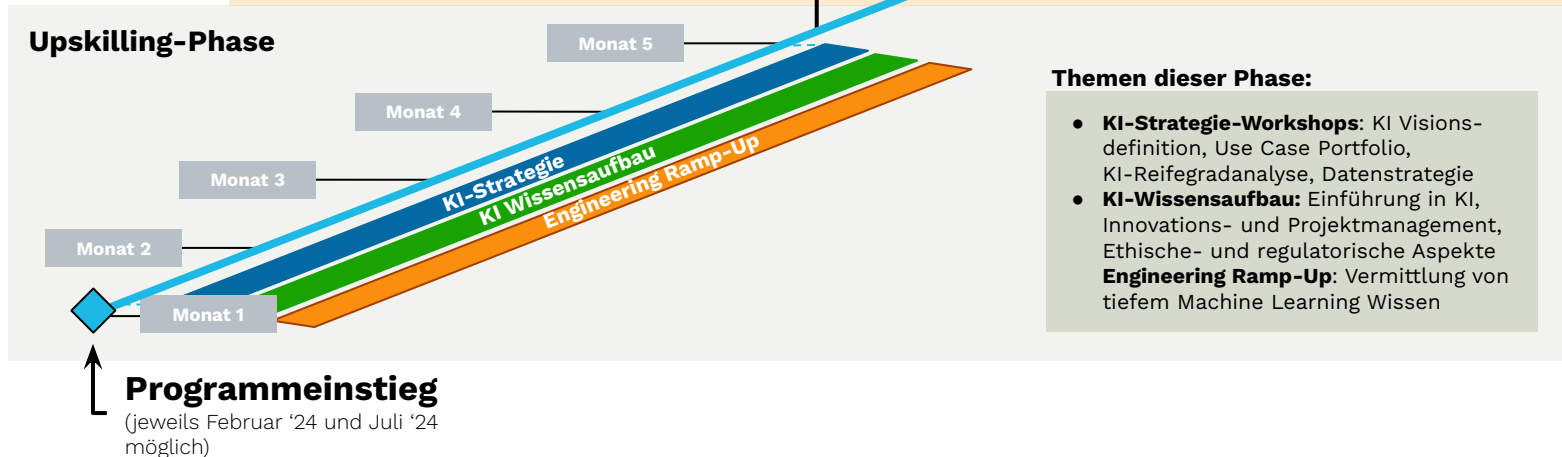 Upskilling-Phase
Monat 5
Monat 4
Monat 3
Monat 2
Monat 1
KI-Strategie
KI Wissensaufbau
Engineering Ramp-Up
Themen dieser Phase:
● KI-Strategie-Workshops: KI Visions-
definition, Use Case Portfolio,
KI-Reifegradanalyse, Datenstrategie
● KI-Wissensaufbau: Einführung in KI,
Innovations- und Projektmanagement,
Ethische- und regulatorische Aspekte
Engineering Ramp-Up: Vermittlung von
tiefem Machine Learning Wissen
Programmeinstieg
(jeweils Februar ‘24 und Juli ‘24
möglich)